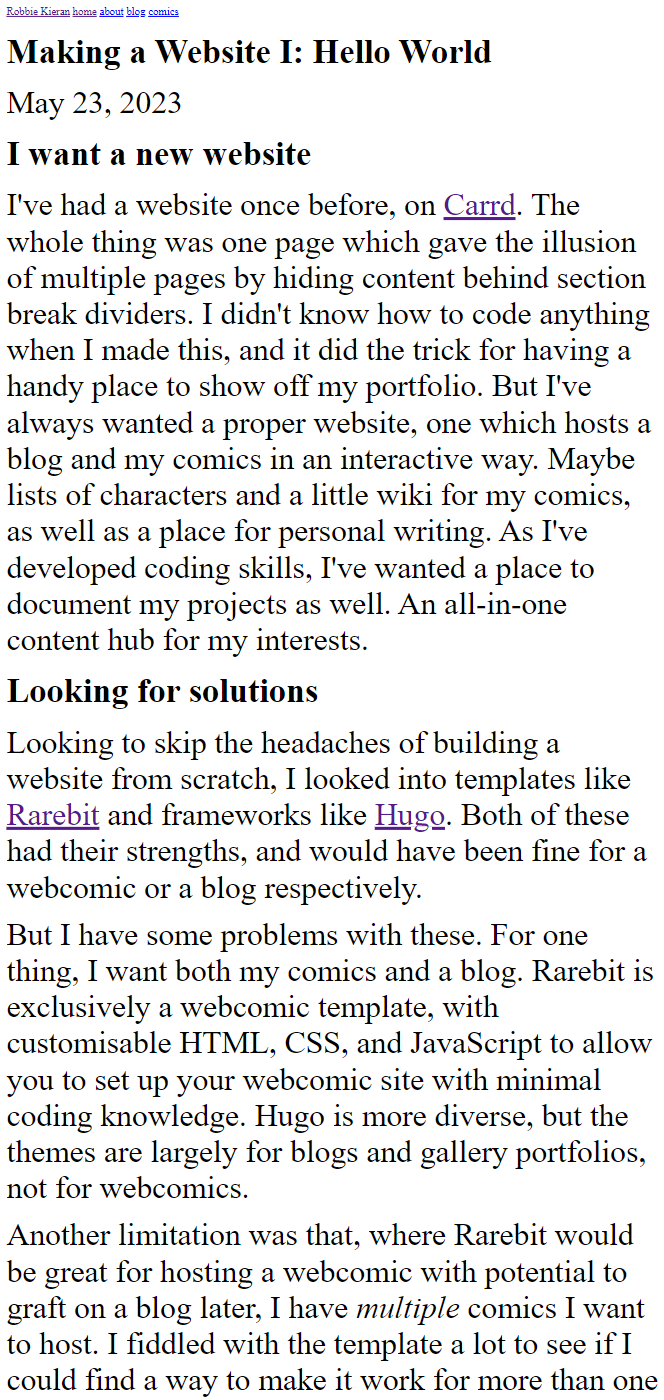 Robbie Kieran home about blog comics
Making a Website I: Hello World
May 23, 2023
I want a new website
I've had a website once before, on Carrd. The
whole thing was one page which gave the illusion
of multiple pages by hiding content behind section
break dividers. I didn't know how to code anything
when I made this, and it did the trick for having a
handy place to show off my portfolio. But I've
always wanted a proper website, one which hosts a
blog and my comics in an interactive way. Maybe
lists of characters and a little wiki for my comics,
as well as a place for personal writing. As I've
developed coding skills, I've wanted a place to
document my projects as well. An all-in-one
content hub for my interests.
Looking for solutions
Looking to skip the headaches of building a
website from scratch, I looked into templates like
Rarebit and frameworks like Hugo. Both of these
had their strengths, and would have been fine for a
webcomic or a blog respectively.
But I have some problems with these. For one
thing, I want both my comics and a blog. Rarebit is
exclusively a webcomic template, with
customisable HTML, CSS, and JavaScript to allow
you to set up your webcomic site with minimal
coding knowledge. Hugo is more diverse, but the
themes are largely for blogs and gallery portfolios,
not for webcomics.
Another limitation was that, where Rarebit would
be great for hosting a webcomic with potential to
graft on a blog later, I have multiple comics I want
to host. I fiddled with the template a lot to see if I
could find a way to make it work for more than one